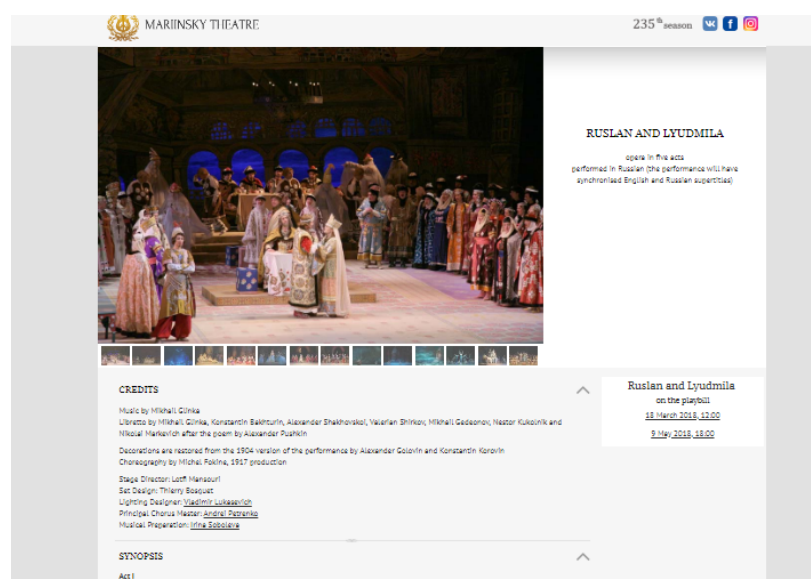 MARIINSKY THEATRE
235th season
RUSLAN AND LYUDMILA
opera in five acts
performed in Russian (the performance will have
synchronised English and Russian supertitles)
CREDITS
Music by Mikhail Glinka
Libretto by Mikhail Glinka, Konstantin Bakhturin, Alexander Shakhovskoi, Valerian Shirkov, Mikhail Gedeonov, Nestor Kukolnik and
Nikolai Markevich after the poem by Alexander Pushkin
Decorations are restored from the 1904 version of the performance by Alexander Golovin and Konstantin Korovin
Choreography by Michel Fokine, 1917 production
Stage Director: Lotfi Mansouri
Set Design: Thierry Bosquet
Lighting Designer: Vladimir Lukasevich
Principal Chorus Master: Andrei Petrenko
Musical Preparation: Irina Soboleva
SYNOPSIS
Act I
Ruslan and Lyudmila
on the playbill
18 March 2018, 12:00
9 May 2018, 18:00